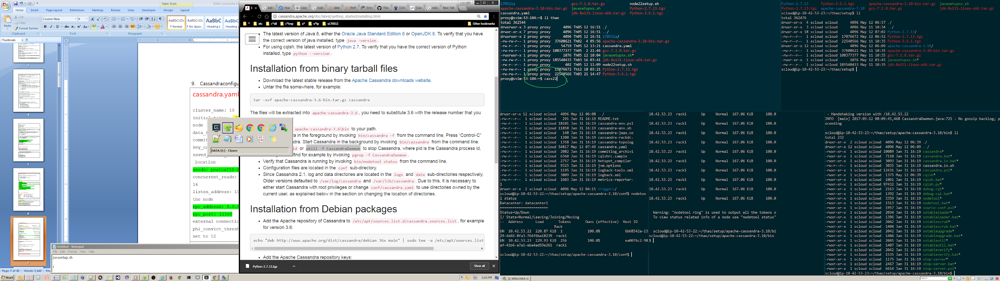 Table Tools
(ENG) Cassandra in
Home
Insert
Page Layout
References
Mailings
Review
View
Developer
Design
Layout
Cut
Copy
Format Painter
Paste
Courier New
9
AaBbCcDc
AaBbCcDc
AaBbC
AaBbCc
¶ Normal
¶ No Spaci...
Heading 1
Heading 2
Clipboard
Font
Paragraph
Thumbnails
3
4
5
6
7
9. Cassandraconfigu
cassandra.yaml
cluster_name: 10
node
data_f
commit
key_ca
saved_
location
seeds: pew1caf10-0
concurrent_reads:
16
listen_address: 10
the node
rpc_address: 0.0.0
rpc_port: 11160
external connectio
phi_convict_thresh
set to 12
Untitled - Notepad
File Edit Format View Help
javasetup.sh
Page: 7 of 38
Words: 5,160
Start
New Tab
cassandra.apache.org/doc/latest/getting_started/installing.html
etc
c*all
c*tmp
s*
s*tp
s170512
Other bookmarks
• The latest version of Java 8, either the Oracle Java Standard Edition 8 or OpenJDK 8. To verify that you have
the correct version of java installed, type java -version.
• For using cqlsh, the latest version of Python 2.7. To verify that you have the correct version of Python
installed, type python --version.
Installation from binary tarball files
• Download the latest stable release from the Apache Cassandra downloads website.
• Untar the file somewhere, for example:
tar -xvf apache-cassandra-3.6-bin.tar.gz cassandra
The files will be extracted into apache-cassandra-3.6, you need to substitute 3.6 with the release number that you
apache-cassandra-3.6\bin to your path.
ra in the foreground by invoking bin/cassandra -f from the command line. Press “Control-C”
ndra. Start Cassandra in the background by invoking bin/cassandra from the command line.
id or pkill -f CassandraDaemon to stop Cassandra, where pid is the Cassandra process id,
find for example by invoking pgrep -f CassandraDaemon.
DATA (E:) - Clover
• Verify that Cassandra is running by invoking bin/nodetool status from the command line.
• Configuration files are located in the conf sub-directory.
• Since Cassandra 2.1, log and data directories are located in the logs and data sub-directories respectively.
Older versions defaulted to /var/log/cassandra and /var/lib/cassandra. Due to this, it is necessary to
either start Cassandra with root privileges or change conf/cassandra.yaml to use directories owned by the
current user, as explained below in the section on changing the location of directories.
Installation from Debian packages
• Add the Apache repository of Cassandra to /etc/apt/sources.list.d/cassandra.sources.list, for example
for version 3.6:
echo "deb http://www.apache.org/dist/cassandra/debian 36x main" | sudo tee -a /etc/apt/sources.list
• Add the Apache Cassandra repository keys:
Python-2.7.13.tgz
Show all
5:05 PM
170511a gcc-7.1.0.tar.gz node22setup.sh
apache-cassandra-3.10-bin.tar.gz javasetupxx.sh Python-2.7.13.tgz
cassandra.yaml jdk-8u131-linux-x64.tar.gz Python-3.6.1.tgz
proxy@svim-53-104:~$ ll thao
total 362544
drwxrwxr-x 3 proxy proxy 4096 Th05 12 16:51 ./
drwxr-xr-x 7 proxy proxy 4096 Th05 12 16:51 ../
drwxrwxr-x 2 proxy proxy 4096 Th05 12 16:51 170511a/
-rw-rw-r-- 1 proxy proxy 37608621 Th02 4 05:56 apache-cassandra-3.10-bin.tar.gz
-rw-rw-r-- 1 proxy proxy 54759 Th05 12 13:21 cassandra.yaml
-rw-rw-r-- 1 proxy proxy 108377377 Th05 2 21:46 gcc-7.1.0.tar.gz
-rwxrwxr-x 1 proxy proxy 1076 Th05 12 10:04 javasetupxx.sh*
-rw-rw-r-- 1 proxy proxy 185540433 Th03 16 03:41 jdk-8u131-linux-x64.tar.gz
-rw-rw-r-- 1 proxy proxy 402 Th05 12 11:09 node22setup.sh
-rw-rw-r-- 1 proxy proxy 17076672 Th12 18 03:21 Python-2.7.13.tgz
-rw-rw-r-- 1 proxy proxy 22540566 Th03 21 14:47 Python-3.6.1.tgz
proxy@svim-53-104:~$ cass22
Python-2.7.13 Python-3.6.1.tgz apache-cassandra-3.10-bin.tar.gz javasetupxx.sh
Python-2.7.13.tgz apache-cassandra-3.10 gcc-7.1.0.tar.gz jdk-8u131-linux-x64.tar.gz
scloud@ip-10-42-53-23:~/thao/setup$ ll
total 362476
drwxr-xr-x 4 scloud scloud 4096 May 12 06:57 ./
drwxr-xr-x 3 scloud scloud 4096 May 11 10:34 ../
drwxr-xr-x 18 scloud scloud 4096 May 12 07:02 Python-2.7.13/
-rw-r--r-- 1 scloud scloud 17076672 May 12 06:52 Python-2.7.13.tgz
-rw-r--r-- 1 scloud scloud 22540566 May 11 10:35 Python-3.6.1.tgz
drwxr-xr-x 12 scloud scloud 4096 May 12 06:09 apache-cassandra-3.10/
-rw-r--r-- 1 scloud scloud 37608621 May 11 10:35 apache-cassandra-3.10-bin.tar.gz
-rw-r--r-- 1 scloud scloud 108377377 May 11 10:35 gcc-7.1.0.tar.gz
-rwxr-xr-x 1 scloud scloud 1076 May 12 03:45 javasetupxx.sh*
-rw-r--r-- 1 scloud scloud 185540433 May 11 10:35 jdk-8u131-linux-x64.tar.gz
scloud@ip-10-42-53-23:~/thao/setup$
drwxr-xr-x 12 scloud scloud 4096 May 12 06:08 ../
-rw-r--r-- 1 scloud scloud 291 Jan 31 16:19 README.txt
-rw-r--r-- 1 scloud scloud 18101 Jan 31 16:19 cassandra-env.ps1
-rw-r--r-- 1 scloud scloud 11858 Jan 31 16:19 cassandra-env.sh
-rw-r--r-- 1 scloud scloud 148 Jan 31 16:19 cassandra-jaas.co
-rw-r--r-- 1 scloud scloud 1200 Jan 31 16:19 cassandra-rackdc.
-rw-r--r-- 1 scloud scloud 1358 Jan 31 16:19 cassandra-topolog
-rw-r--r-- 1 scloud scloud 54817 May 12 07:49 cassandra.yaml
-rw-r--r-- 1 scloud scloud 2082 Jan 31 16:19 commitlog_archivi
-rw-r--r-- 1 scloud scloud 6360 Jan 31 16:19 cqlshrc.sample
-rw-r--r-- 1 scloud scloud 2757 Jan 31 16:19 hotspot_compiler
-rw-r--r-- 1 scloud scloud 9325 Jan 31 16:19 jvm.options
-rw-r--r-- 1 scloud scloud 1195 Jan 31 16:19 logback-tools.xml
-rw-r--r-- 1 scloud scloud 3809 Jan 31 16:19 logback.xml
-rw-r--r-- 1 scloud scloud 1603 Jan 31 16:19 metrics-reporter-
l
drwxr-xr-x 2 scloud scloud 4096 May 12 04:15 triggers/
scloud@ip-10-42-53-22:~/thao/setup/apache-cassandra-3.10/conf$ nodetoo
l status
Datacenter: datacenter1
=======================
Status=Up/Down
|/ State=Normal/Leaving/Joining/Moving
-- Address Load Tokens Owns (effective) Host ID
Rack
UN 10.42.53.22 220.87 KiB 1 100.0% 6b68542a-13
29-4d46-8fa3-764f6ba18239 rack1
UN 10.42.53.23 229.93 KiB 256 100.0% ea0076c2-98
af-41b6-a7a1-eba4ad59e261 rack1
scloud@ip-10-42-53-22:~/thao/setup/apache-cassandra-3.10/conf$
10.42.53.23 rack1 Up Normal 167.06 KiB 100.0
10.42.53.23 rack1 Up Normal 167.06 KiB 100.0
10.42.53.23 rack1 Up Normal 167.06 KiB 100.0
10.42.53.23 rack1 Up Normal 167.06 KiB 100.0
10.42.53.23 rack1 Up Normal 167.06 KiB 100.0
10.42.53.23 rack1 Up Normal 167.06 KiB 100.0
10.42.53.23 rack1 Up Normal 167.06 KiB 100.0
10.42.53.23 rack1 Up Normal 167.06 KiB 100.0
10.42.53.23 rack1 Up Normal 167.06 KiB 100.0
10.42.53.23 rack1 Up Normal 167.06 KiB 100.0
Warning: "nodetool ring" is used to output all the tokens o
To view status related info of a node use "nodetool status"
scloud@ip-10-42-53-22:~/thao/setup/apache-cassandra-3.10/bi
scloud@ip-10-42-53-22:~/thao/setup/apache-cassandra-3.10/bin
$
- Handshaking version with /10.42.53.22
INFO [main] 2017-05-12 08:09:45,468 CassandraDaemon.java:725 - No gossip backlog; p
oceeding
scloud@ip-10-42-53-23:~/thao/setup/apache-cassandra-3.10/bin$ ll
total 232
drwxr-xr-x 2 scloud scloud 4096 May 12 06:39 ./
drwxr-xr-x 12 scloud scloud 4096 May 12 06:09 ../
-rwxr-xr-x 1 scloud scloud 10089 Jan 31 16:19 cassandra*
-rwxr-xr-x 1 scloud scloud 7110 Jan 31 16:19 cassandra.bat*
-rwxr-xr-x 1 scloud scloud 3093 Jan 31 16:19 cassandra.in.bat*
-rw-r--r-- 1 scloud scloud 3035 Jan 31 16:19 cassandra.in.sh
-rwxr-xr-x 1 scloud scloud 12431 Jan 31 16:19 cassandra.ps1*
-rwxr-xr-x 1 scloud scloud 1375 May 12 06:39 cqlsh*
-rwxr-xr-x 1 scloud scloud 1061 Jan 31 16:19 cqlsh.bat*
-rwxr-xr-x 1 scloud scloud 97432 Jan 31 16:19 cqlsh.py*
-rwxr-xr-x 1 scloud scloud 2163 Jan 31 16:19 debug-cql*
-rwxr-xr-x 1 scloud scloud 1392 Jan 31 16:19 debug-cql.bat*
-rwxr-xr-x 1 scloud scloud 3359 Jan 31 16:19 nodetool*
-rwxr-xr-x 1 scloud scloud 1513 Jan 31 16:19 nodetool.bat*
-rwxr-xr-x 1 scloud scloud 1957 Jan 31 16:19 source-conf.ps1*
-rwxr-xr-x 1 scloud scloud 2034 Jan 31 16:19 sstableloader*
-rwxr-xr-x 1 scloud scloud 1396 Jan 31 16:19 sstableloader.bat*
-rwxr-xr-x 1 scloud scloud 2042 Jan 31 16:19 sstablescrub*
-rwxr-xr-x 1 scloud scloud 1404 Jan 31 16:19 sstablescrub.bat*
-rwxr-xr-x 1 scloud scloud 2042 Jan 31 16:19 sstableupgrade*
-rwxr-xr-x 1 scloud scloud 1404 Jan 31 16:19 sstableupgrade.bat*
-rwxr-xr-x 1 scloud scloud 2045 Jan 31 16:19 sstableutil*
-rwxr-xr-x 1 scloud scloud 1407 Jan 31 16:19 sstableutil.bat*
-rwxr-xr-x 1 scloud scloud 2042 Jan 31 16:19 sstableverify*
-rwxr-xr-x 1 scloud scloud 1535 Jan 31 16:19 sstableverify.bat*
-rwxr-xr-x 1 scloud scloud 1175 Jan 31 16:19 stop-server*
-rwxr-xr-x 1 scloud scloud 2467 Jan 31 16:19 stop-server.bat*
-rwxr-xr-x 1 scloud scloud 6614 Jan 31 16:19 stop-server.ps1*
scloud@ip-10-42-53-23:~/thao/setup/apache-cassandra-3.10/bin$
[1] MINGW64:/e
Search